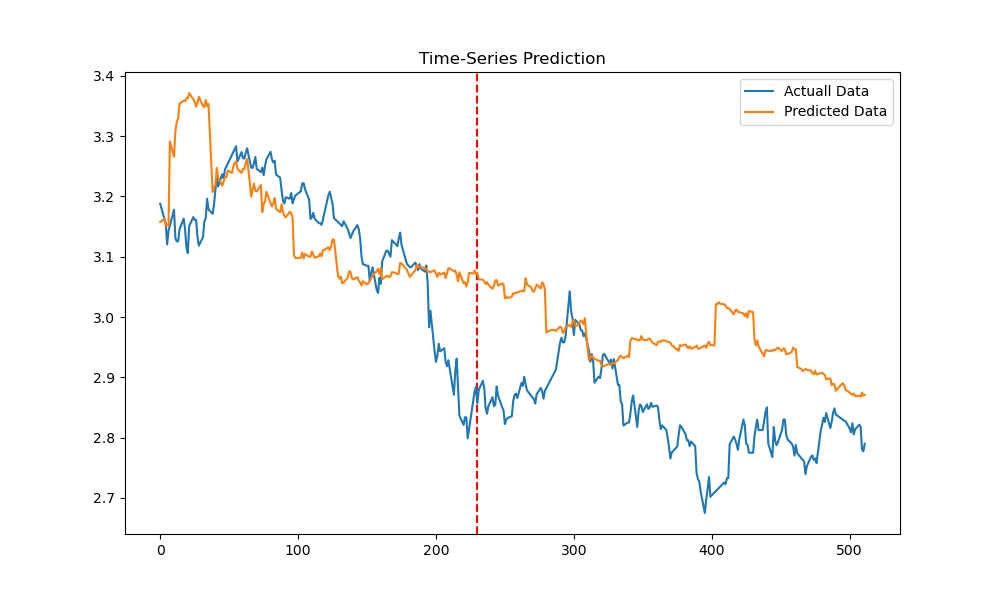 Time-Series Prediction
Actuall Data
Predicted Data
3.4
3.3
3.2
3.1
3.0
2.9
2.8
2.7
0 100 200 300 400 500